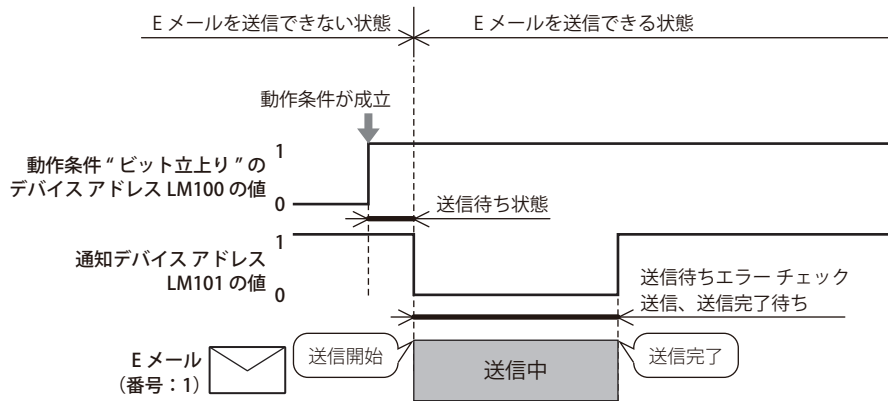 E メールを送信できない状態
E メールを送信できる状態
動作条件が成立
動作条件 “ ビット立上り ” の
デバイス アドレス LM100 の値
1
0
送信待ち状態
通知デバイス アドレス
LM101 の値
1
0
送信待ちエラー チェック
送信、送信完了待ち
E メール
(番号：1)
送信開始
送信中
送信完了